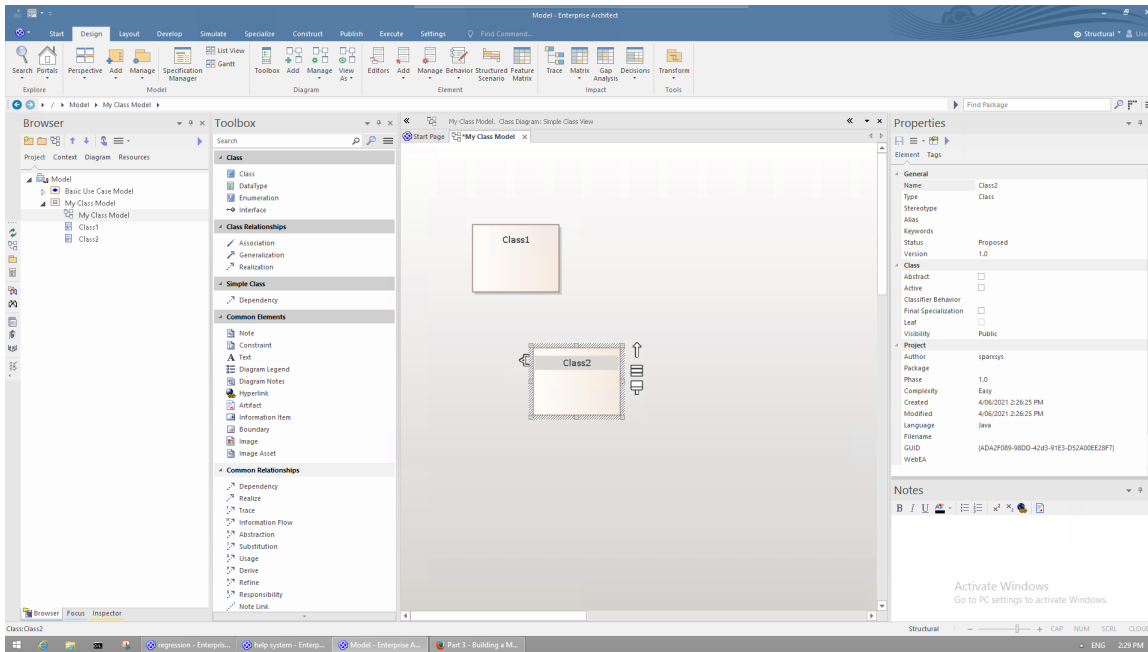 Model - Enterprise Architect
Start Design Layout Develop Simulate Specialize Construct Publish Execute Settings Find Command...
Structural
List View
Gantt
Search Portals Perspective Add Manage Specification Manager Toolbox Add Manage View As Editors Add Manage Behavior Structured Scenario Feature Matrix Trace Matrix Gap Analysis Decisions Transform
Explore Model Diagram Element Impact Tools
/ Model My Class Model
Find Package
Browser
Project Context Diagram Resources
Model
Basic Use Case Model
My Class Model
My Class Model
Class1
Class2
Browser Focus Inspector
Toolbox
Search
Class
Class
DataType
Enumeration
Interface
Class Relationships
Association
Generalization
Realization
Simple Class
Dependency
Common Elements
Note
Constraint
Text
Diagram Legend
Diagram Notes
Hyperlink
Artifact
Information Item
Boundary
Image
Image Asset
Common Relationships
Dependency
Realize
Trace
Information Flow
Abstraction
Substitution
Usage
Derive
Refine
Responsibility
Note Link
My Class Model. Class Diagram: Simple Class View
Start Page *My Class Model
Class1
Class2
Properties
Element Tags
General
Name Class2
Type Class
Stereotype
Alias
Keywords
Status Proposed
Version 1.0
Class
Abstract
Active
Classifier Behavior
Final Specialization
Leaf
Visibility Public
Project
Author sparxsys
Package
Phase 1.0
Complexity Easy
Created 4/06/2021 2:26:25 PM
Modified 4/06/2021 2:26:25 PM
Language Java
Filename
GUID {ADA2F089-98DD-42d3-91E3-D52A00EE28F7}
WebEA
Notes
B I U
Activate Windows
Go to PC settings to activate Windows.
Class:Class2
Structural CAP NUM SCRL CLOUD
regression - Enterpris... help system - Enterp... Model - Enterprise A... Part 3 - Building a M...
ENG 2:29 PM